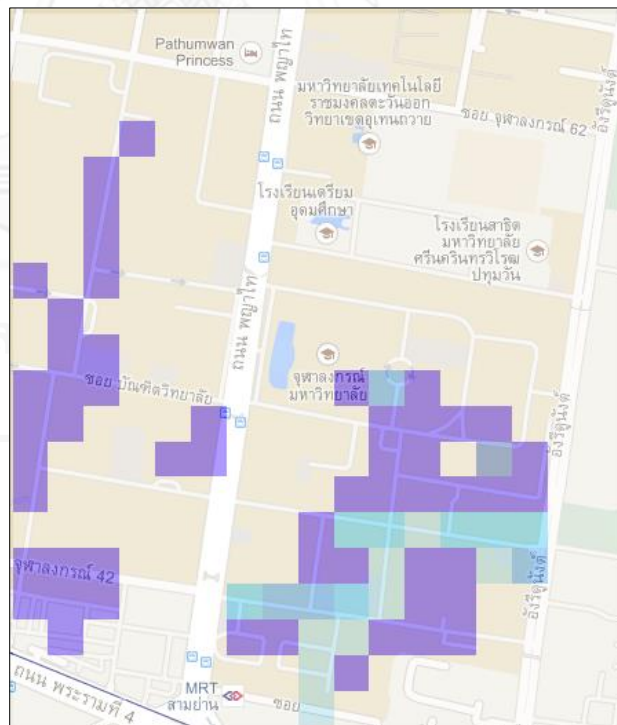 Pathumwan
Princess
ถนน พญาไท
มหาวิทยาลัยเทคโนโลยี
ราชมงคลตะวันออก
วิทยาเขตอุเทนถวาย
ซอย จุฬาลงกรณ์ 62
อังรีดูนังต์
โรงเรียนเตรียม
อุดมศึกษา
โรงเรียนสาธิต
มหาวิทยาลัย
ศรีนครินทรวิโรฒ
ปทุมวัน
ถนน พญาไท
จุฬาลงกรณ์
มหาวิทยาลัย
ซอย บัณฑิตวิทยาลัย
อังรีดูนังต์
จุฬาลงกรณ์ 42
อังรีดูนังต์
ถนน พระรามที่ 4
MRT
สามย่าน
ซอย